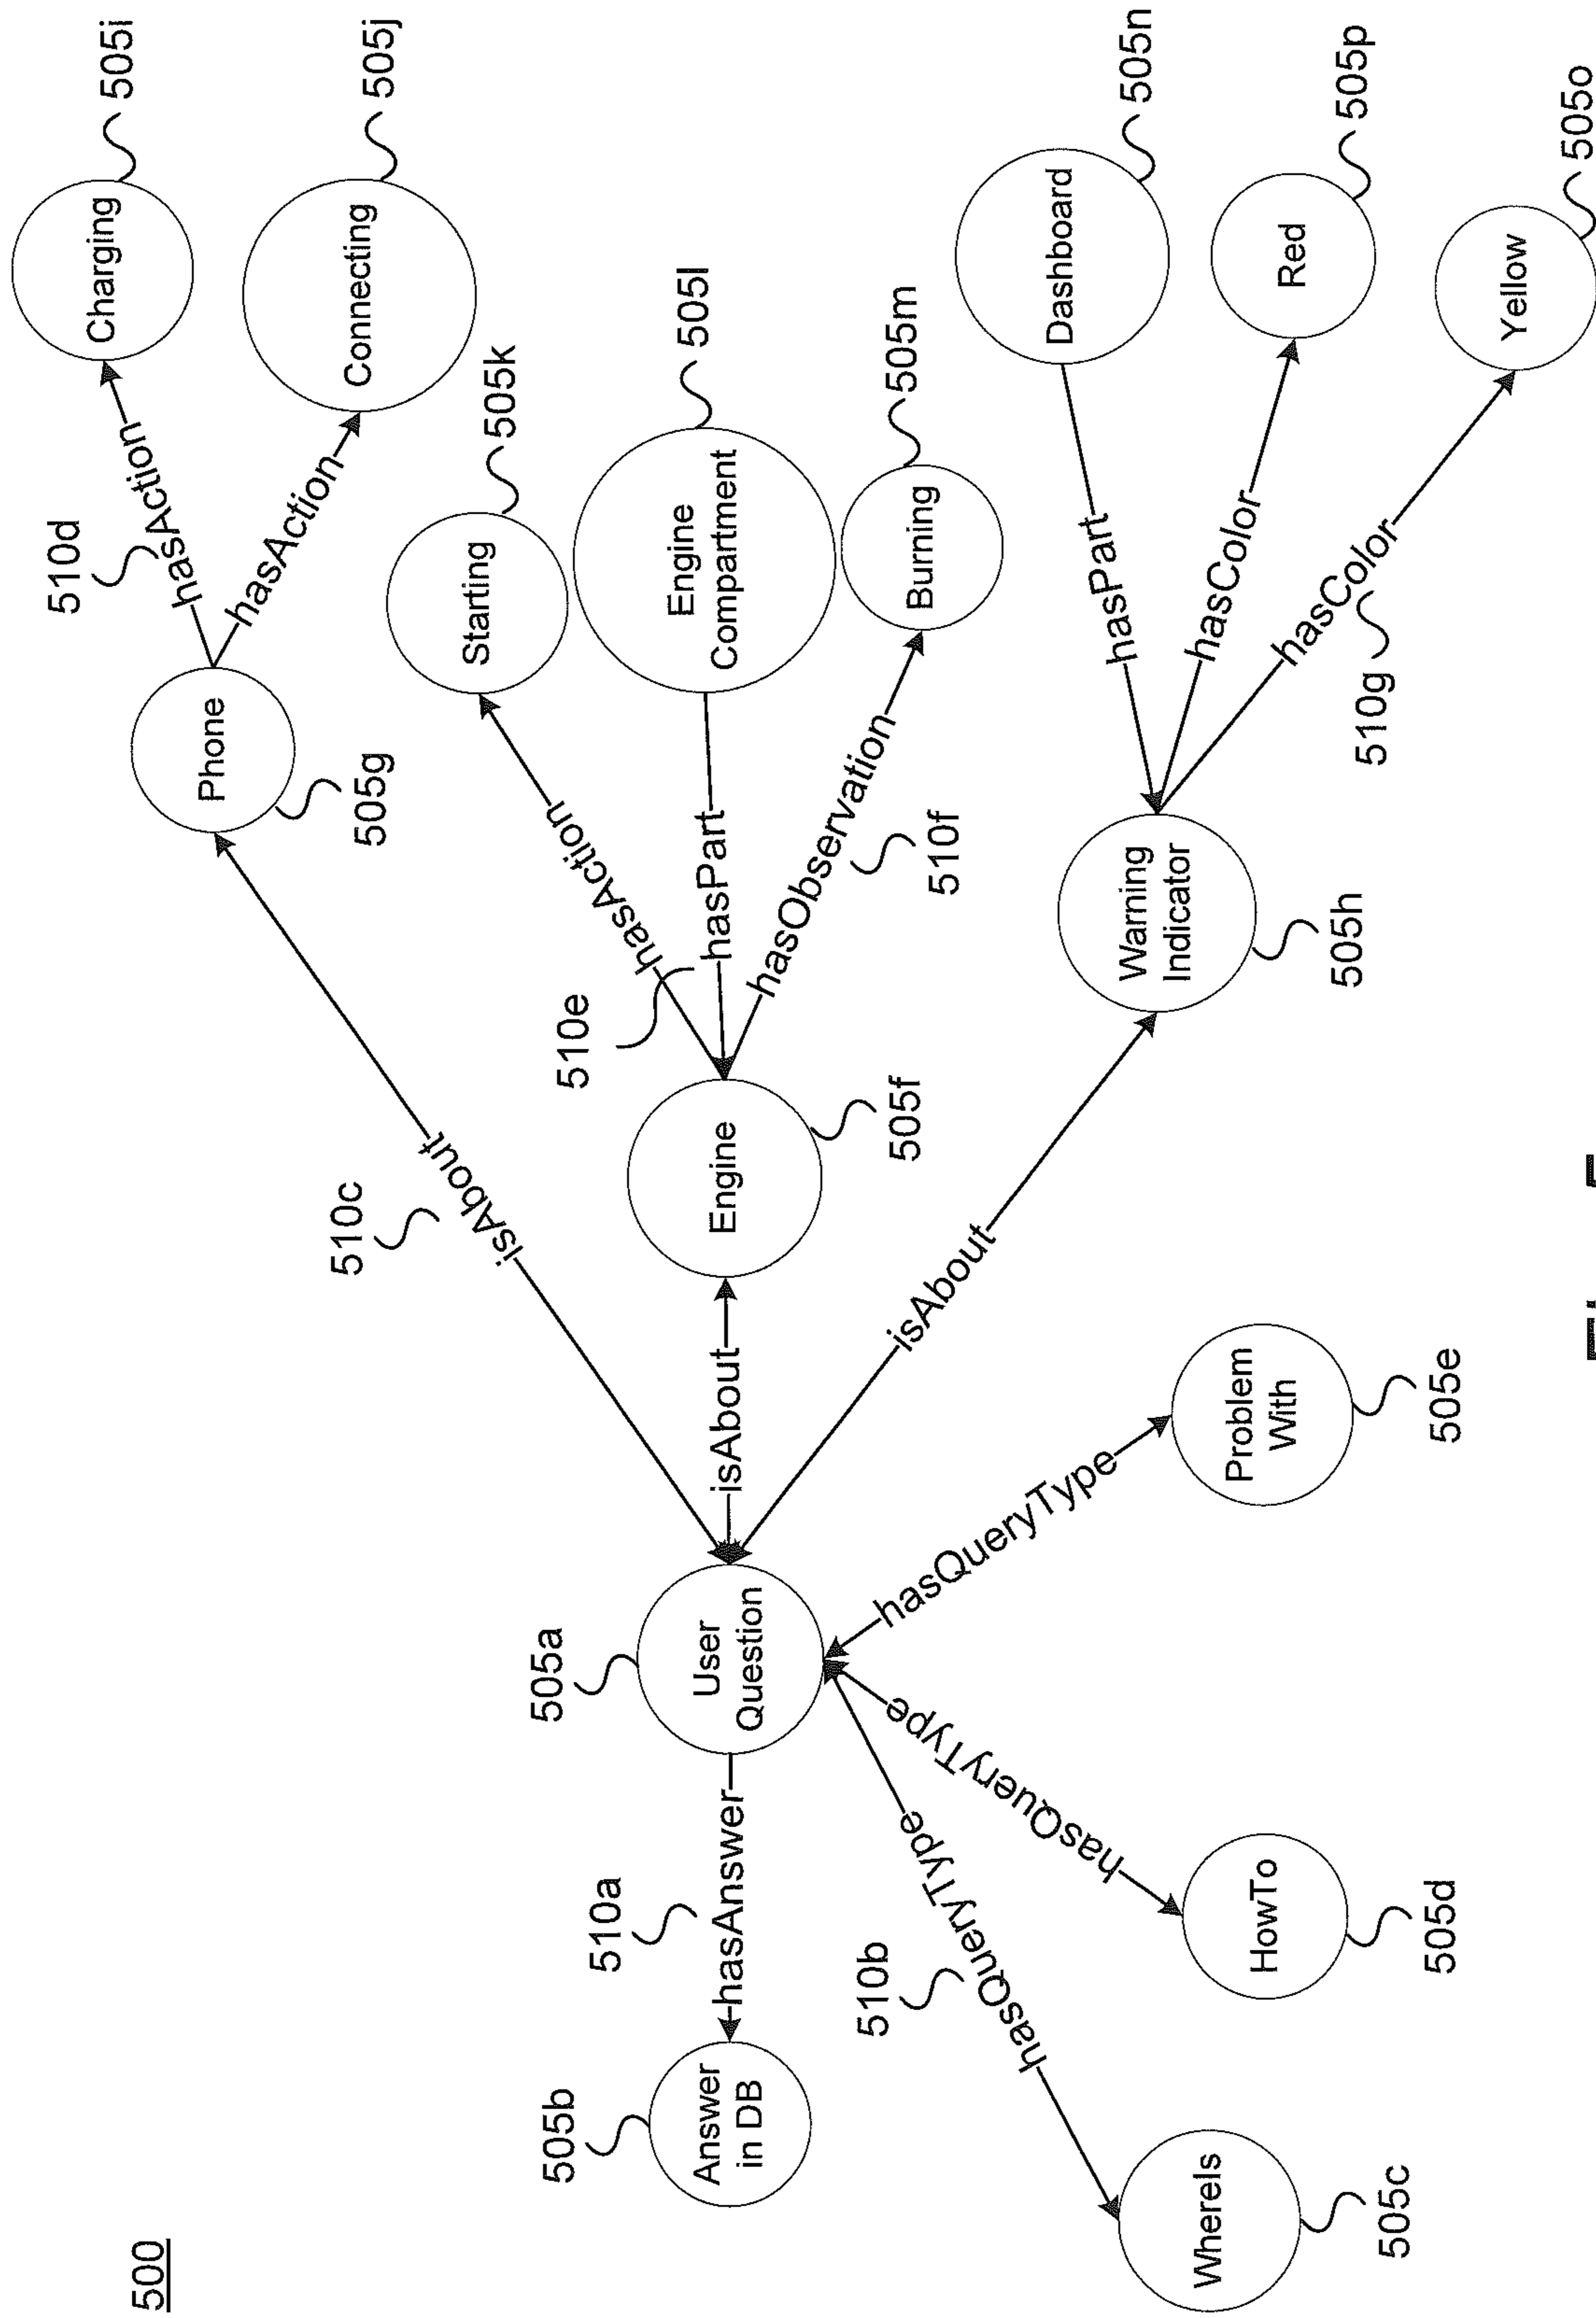 500
505b
Answer
in DB
510a
hasAnswer
505a
User
Question
510b
hasQueryType
WhereIs
505c
hasQueryType
HowTo
505d
hasQueryType
Problem
With
505e
510c
isAbout
Phone
505g
510d
hasAction
Charging
505i
hasAction
Connecting
505j
isAbout
Engine
505f
hasAction
Starting
505k
510e
hasPart
Engine
Compartment
505l
hasObservation
510f
Burning
505m
isAbout
Warning
Indicator
505h
hasPart
Dashboard
505n
hasColor
Red
505p
hasColor
510g
Yellow
505o